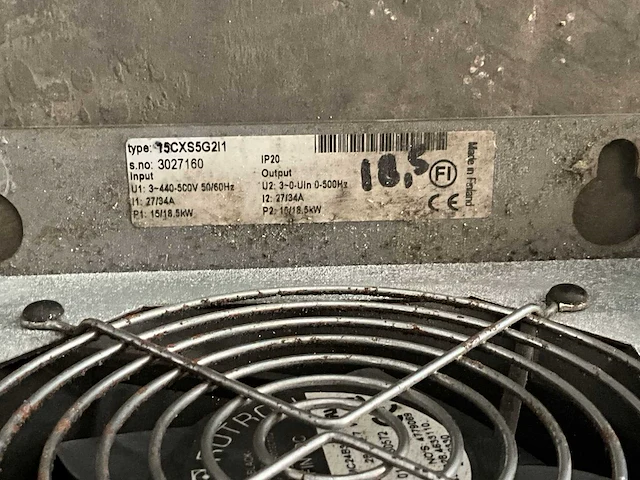 type: 15CXS5G2I1
s.no: 3027160
Input
U1: 3~440-500V 50/60Hz
I1: 27/34A
P1: 15/18.5kW
IP20
Output
U2: 3~0-Uin 0-500Hz
I2: 27/34A
P2: 15/18.5kW
18,5
FI
CE
Made in Finland
ROTRON